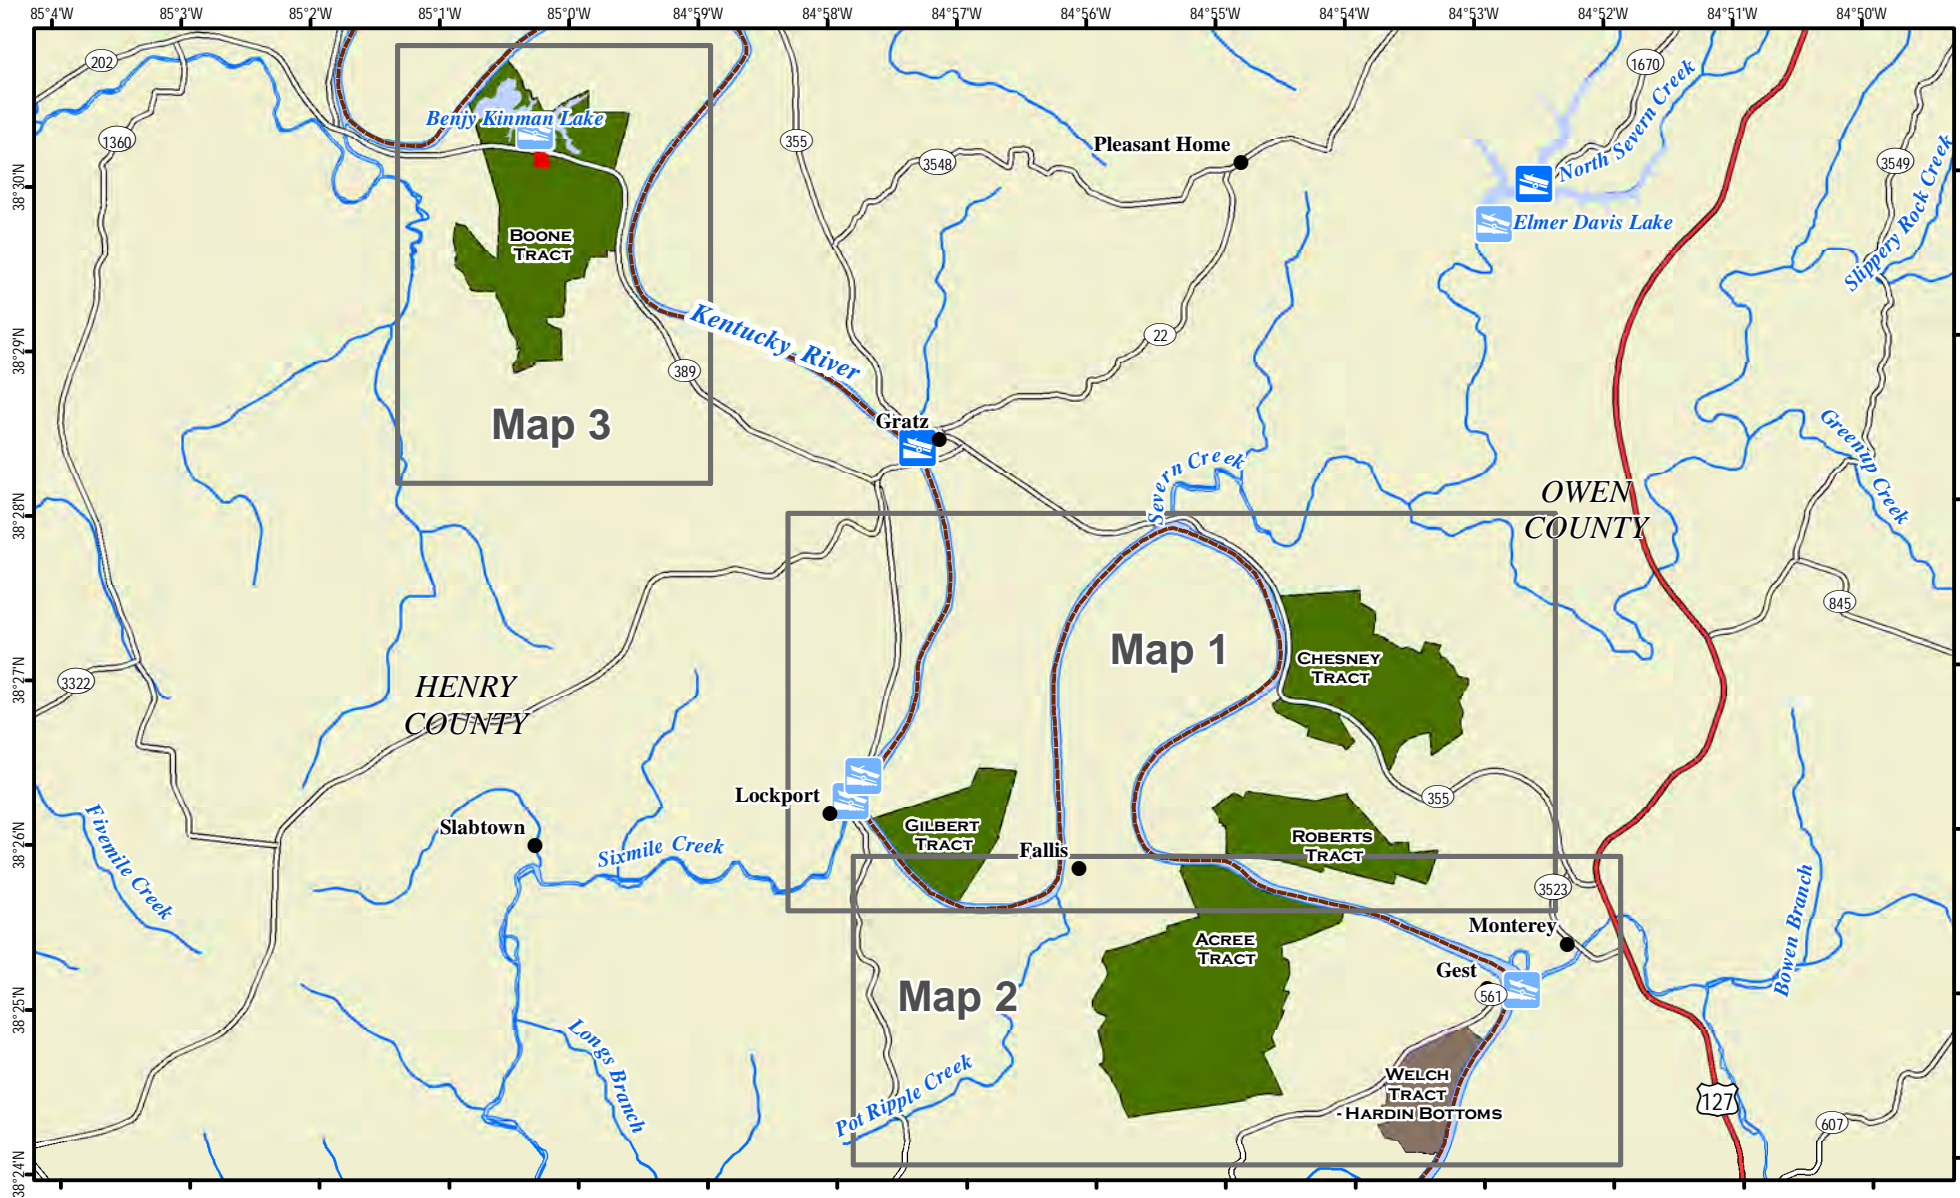 85°4'W 85°3'W 85°2'W 85°1'W 85°0'W 84°59'W 84°58'W 84°57'W 84°56'W 84°55'W 84°54'W 84°53'W 84°52'W 84°51'W 84°50'W
202
1670
North Severn Creek
Benjy Kinman Lake
1360
355
Pleasant Home
3548
3549
38°30'N
Slippery Rock Creek
Elmer Davis Lake
BOONE
TRACT
Kentucky River
22
38°29'N
389
Map 3
Gratz
Greenup Creek
Severn Creek
OWEN
COUNTY
38°28'N
845
Map 1
CHESNEY
TRACT
38°27'N
3322
HENRY
COUNTY
Lockport
355
Fivemile Creek
Slabtown
GILBERT
TRACT
ROBERTS
TRACT
38°26'N
Sixmile Creek
Fallis
3523
Bowen Branch
Monterey
ACREE
TRACT
Gest
561
Map 2
38°25'N
Longs Branch
Pot Ripple Creek
WELCH
TRACT
- HARDIN BOTTOMS
127
607
38°24'N